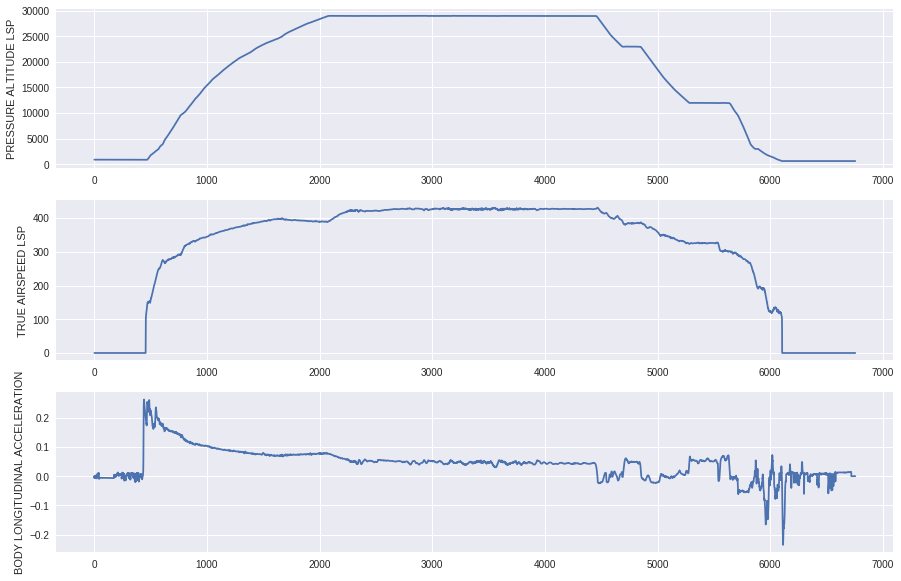 PRESSURE ALTITUDE LSP
30000
25000
20000
15000
10000
5000
0
0 1000 2000 3000 4000 5000 6000 7000
TRUE AIRSPEED LSP
400
300
200
100
0
0 1000 2000 3000 4000 5000 6000 7000
BODY LONGITUDINAL ACCELERATION
0.2
0.1
0.0
−0.1
−0.2
0 1000 2000 3000 4000 5000 6000 7000